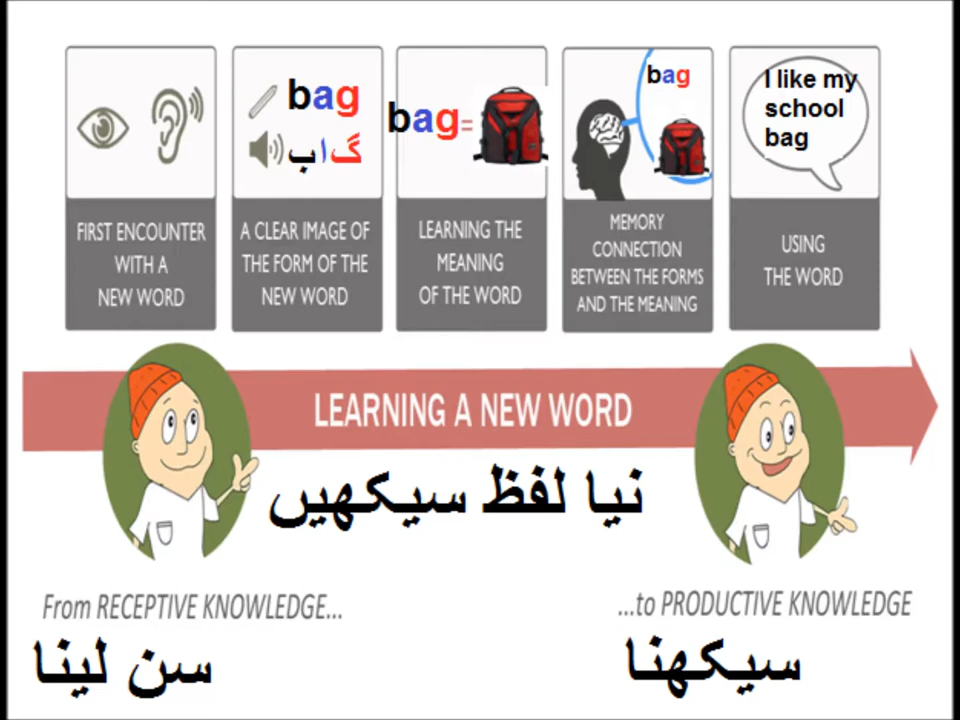 FIRST ENCOUNTER
WITH A
NEW WORD
bag
گاب
A CLEAR IMAGE OF
THE FORM OF THE
NEW WORD
bag=
LEARNING THE
MEANING
OF THE WORD
bag
MEMORY
CONNECTION
BETWEEN THE FORMS
AND THE MEANING
I like my
school
bag
USING
THE WORD
LEARNING A NEW WORD
نیا لفظ سیکھیں
From RECEPTIVE KNOWLEDGE...
...to PRODUCTIVE KNOWLEDGE
سن لینا
سیکھنا